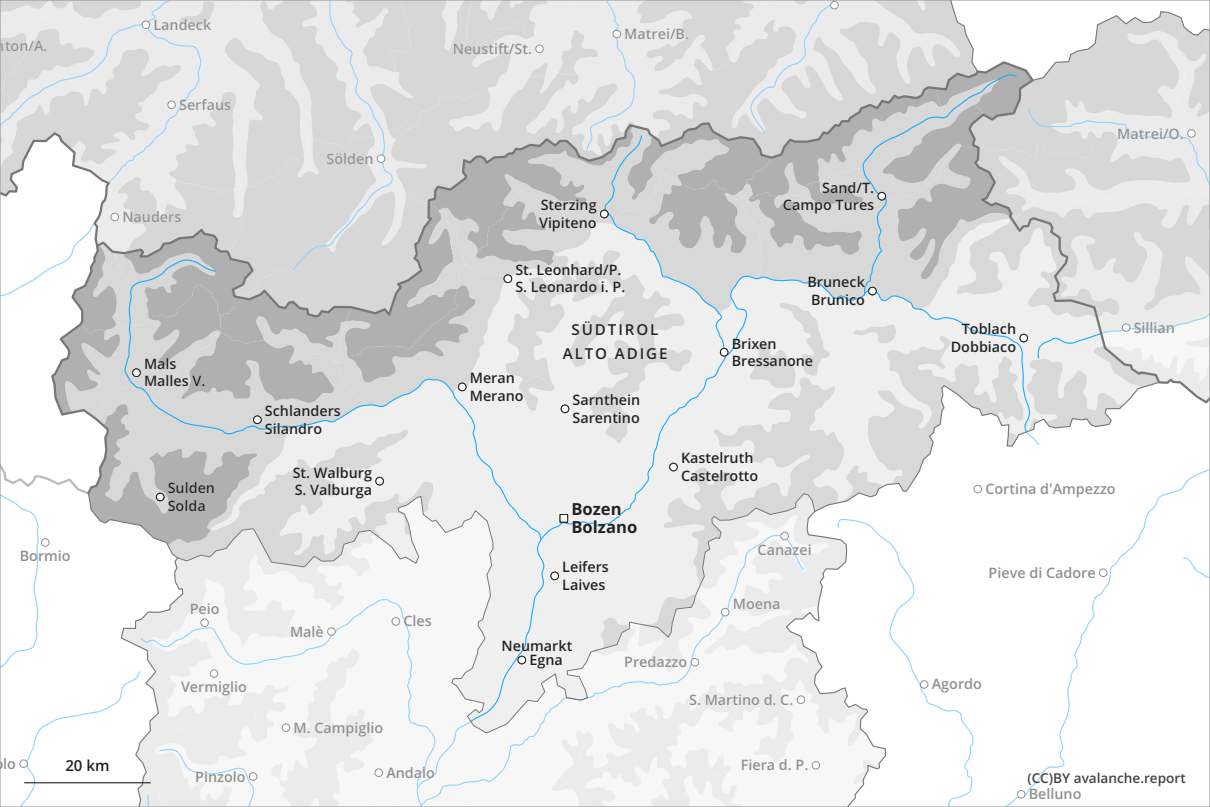 Landeck
Matrei/B.
nton/A.
Neustift/St.
Serfaus
Matrei/O.
Sölden
Sand/T.
Campo Tures
Sterzing
Vipiteno
Nauders
St. Leonhard/P.
S. Leonardo i. P.
Bruneck
Brunico
SÜDTIROL
ALTO ADIGE
Toblach
Dobbiaco
Sillian
Brixen
Bressanone
Mals
Malles V.
Meran
Merano
Sarnthein
Sarentino
Schlanders
Silandro
Kastelruth
Castelrotto
St. Walburg
S. Valburga
Sulden
Solda
Cortina d'Ampezzo
Bozen
Bolzano
Bormio
Canazei
Leifers
Laives
Pieve di Cadore
Peio
Moena
Malè
Cles
Neumarkt
Egna
Predazzo
Vermiglio
Agordo
S. Martino d. C.
M. Campiglio
olo
20 km
Pinzolo
Andalo
Fiera d. P.
(CC)BY avalanche.report
Belluno